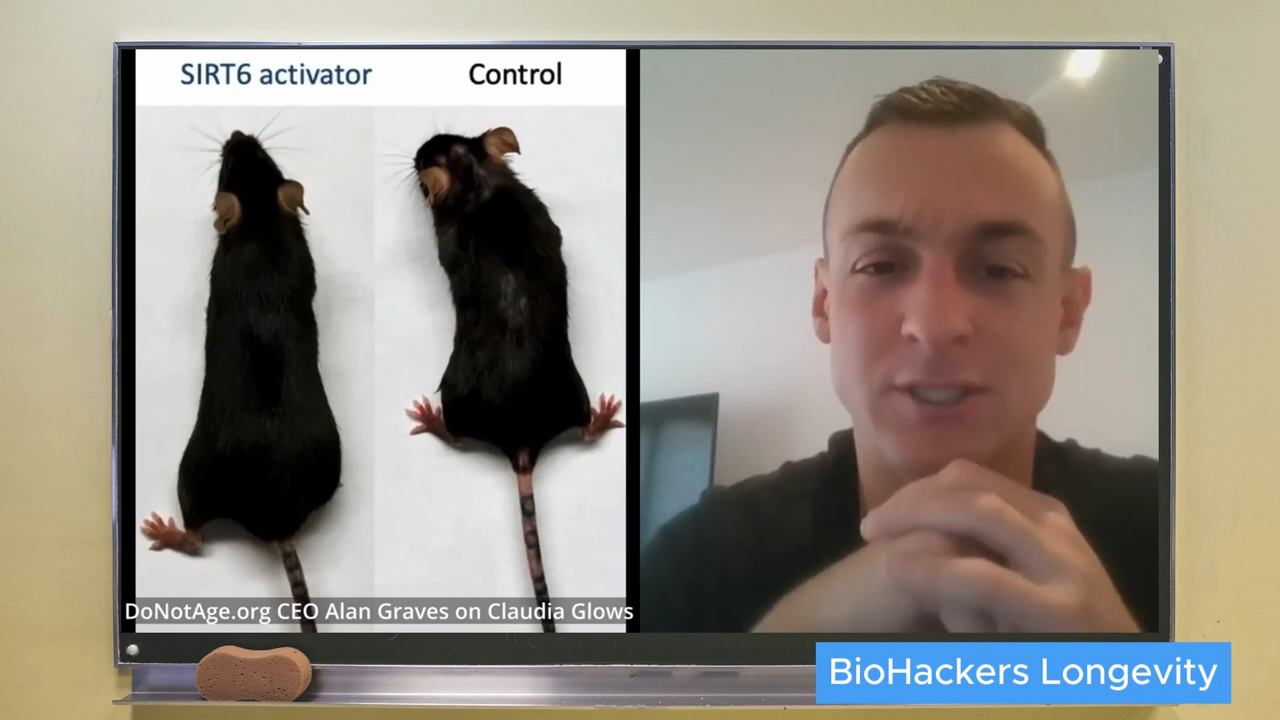 SIRT6 activator
Control
DoNotAge.org CEO Alan Graves on Claudia Glows
BioHackers Longevity